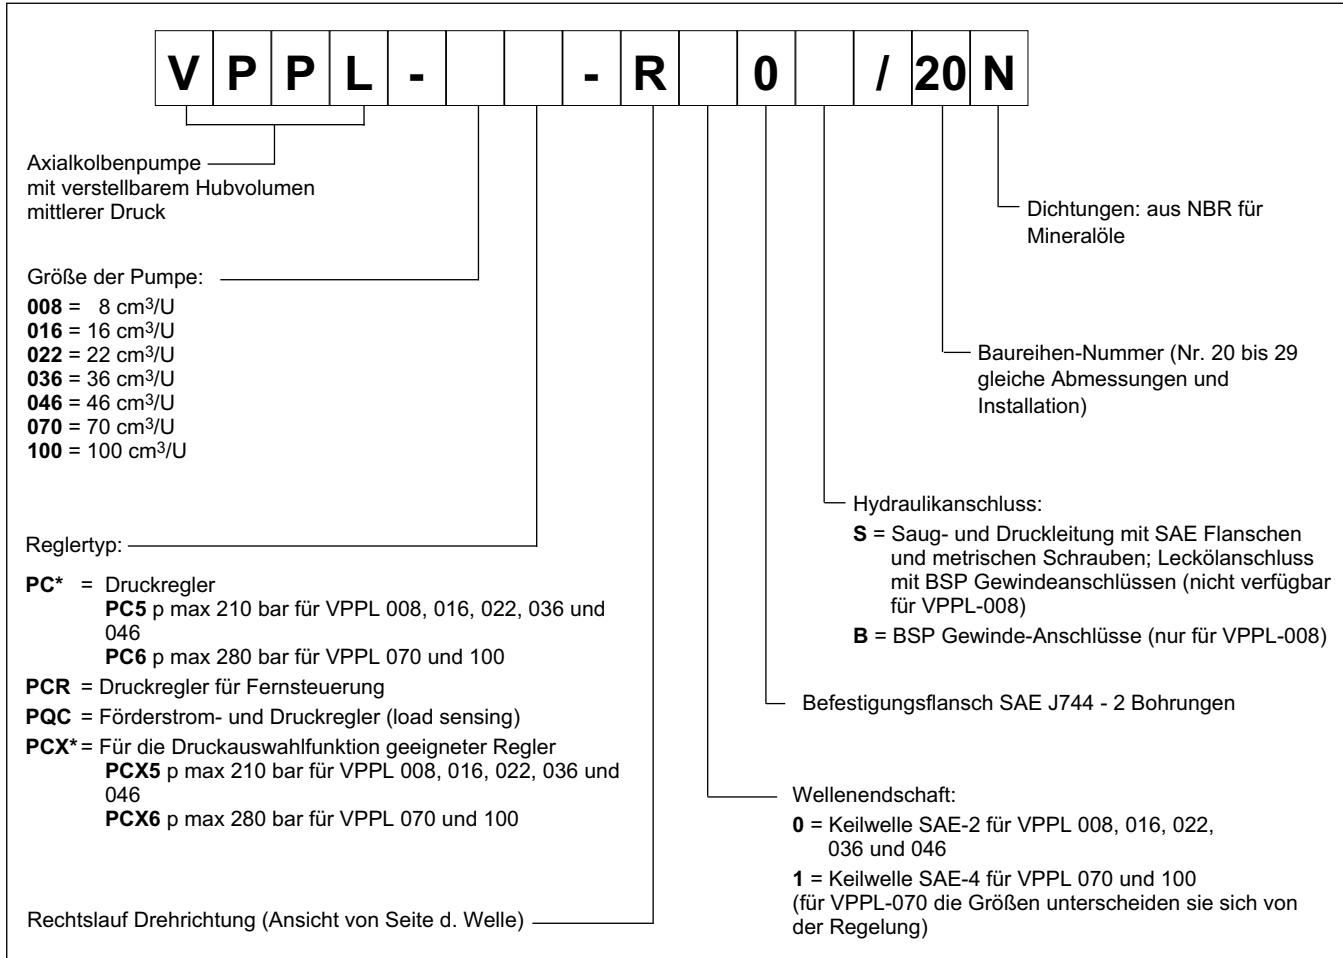 V P P L - - R 0 / 20 N
Axialkolbenpumpe
mit verstellbarem Hubvolumen
mittlerer Druck
Größe der Pumpe:
008 = 8 cm³/U
016 = 16 cm³/U
022 = 22 cm³/U
036 = 36 cm³/U
046 = 46 cm³/U
070 = 70 cm³/U
100 = 100 cm³/U
Reglertyp:
PC* = Druckregler
PC5 p max 210 bar für VPPL 008, 016, 022, 036 und
046
PC6 p max 280 bar für VPPL 070 und 100
PCR = Druckregler für Fernsteuerung
PQC = Förderstrom- und Druckregler (load sensing)
PCX* = Für die Druckauswahlfunktion geeigneter Regler
PCX5 p max 210 bar für VPPL 008, 016, 022, 036 und
046
PCX6 p max 280 bar für VPPL 070 und 100
Rechtslauf Drehrichtung (Ansicht von Seite d. Welle)
Dichtungen: aus NBR für
Mineralöle
Baureihen-Nummer (Nr. 20 bis 29
gleiche Abmessungen und
Installation)
Hydraulikanschluss:
S = Saug- und Druckleitung mit SAE Flanschen
und metrischen Schrauben; Leckölanschluss
mit BSP Gewindeanschlüssen (nicht verfügbar
für VPPL-008)
B = BSP Gewinde-Anschlüsse (nur für VPPL-008)
Befestigungsflansch SAE J744 - 2 Bohrungen
Wellenendschaft:
0 = Keilwelle SAE-2 für VPPL 008, 016, 022,
036 und 046
1 = Keilwelle SAE-4 für VPPL 070 und 100
(für VPPL-070 die Größen unterscheiden sie sich von
der Regelung)